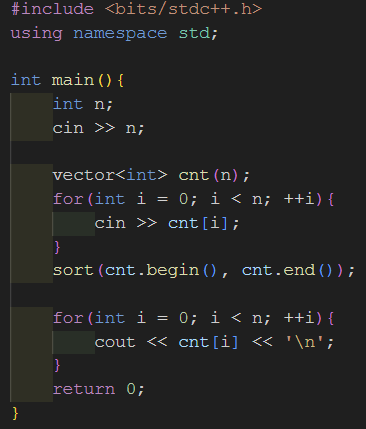 #include <bits/stdc++.h>
using namespace std;

int main(){
    int n;
    cin >> n;

    vector<int> cnt(n);
    for(int i = 0; i < n; ++i){
        cin >> cnt[i];
    }
    sort(cnt.begin(), cnt.end());

    for(int i = 0; i < n; ++i){
        cout << cnt[i] << '\n';
    }
    return 0;
}